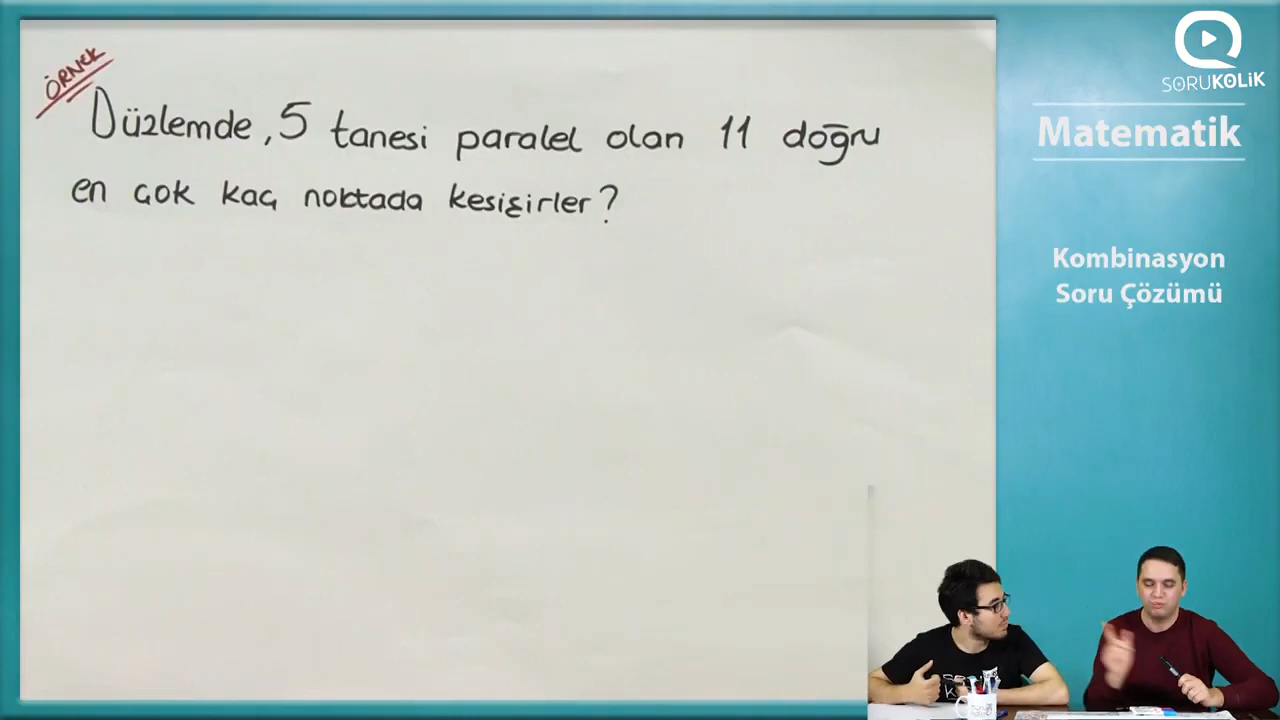 ÖRNEK
Düzlemde, 5 tanesi paralel olan 11 doğru
en çok kaç noktada kesişirler?
SORUKOLİK
Matematik
Kombinasyon
Soru Çözümü